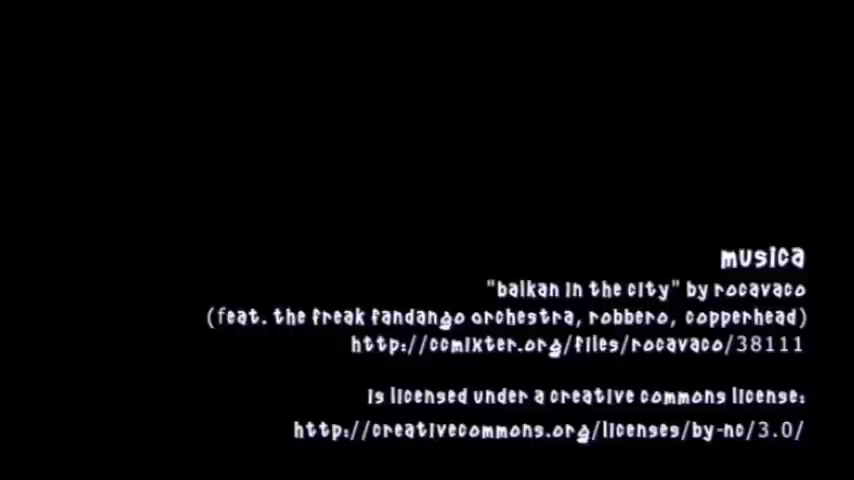 musica
"balkan in the city" by rocavaco
(feat. the freak fandango orchestra, robbero, copperhead)
http://ccmixter.org/files/rocavaco/38111
is licensed under a creative commons license:
http://creativecommons.org/licenses/by-nc/3.0/